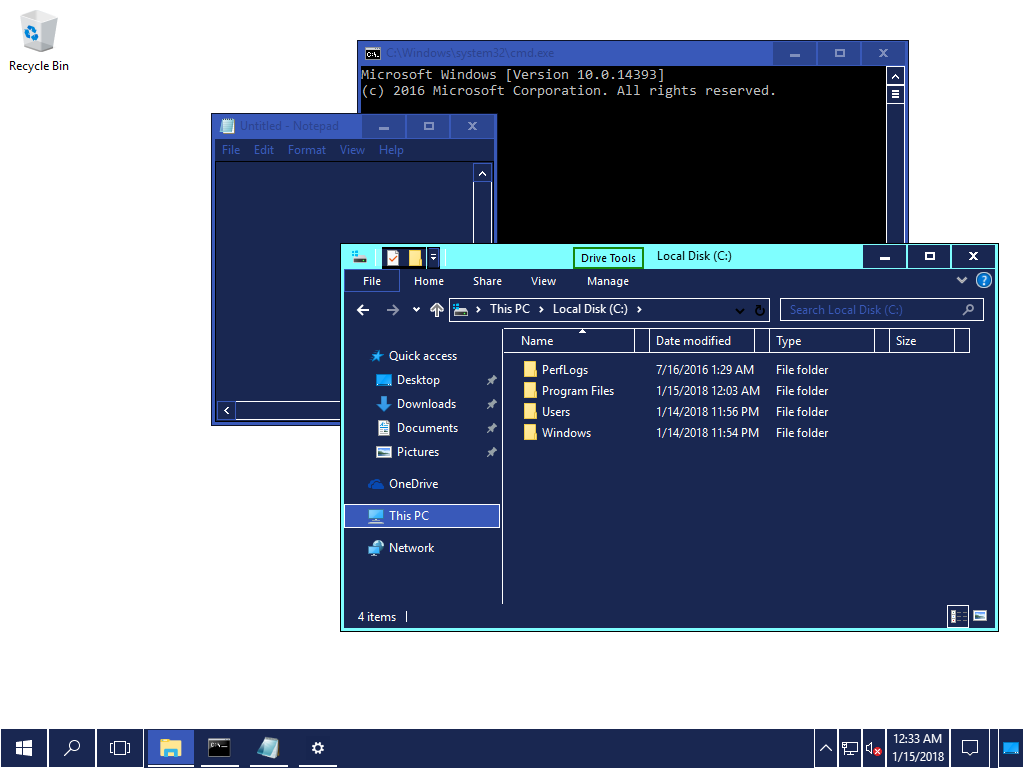 Recycle Bin
C:\Windows\system32\cmd.exe
Microsoft Windows [Version 10.0.14393]
(c) 2016 Microsoft Corporation. All rights reserved.
Untitled - Notepad
File Edit Format View Help
Drive Tools Local Disk (C:)
File Home Share View Manage
This PC Local Disk (C:) Search Local Disk (C:)
Name Date modified Type Size
Quick access
Desktop
Downloads
Documents
Pictures
OneDrive
This PC
Network
PerfLogs 7/16/2016 1:29 AM File folder
Program Files 1/15/2018 12:03 AM File folder
Users 1/14/2018 11:56 PM File folder
Windows 1/14/2018 11:54 PM File folder
4 items
12:33 AM
1/15/2018